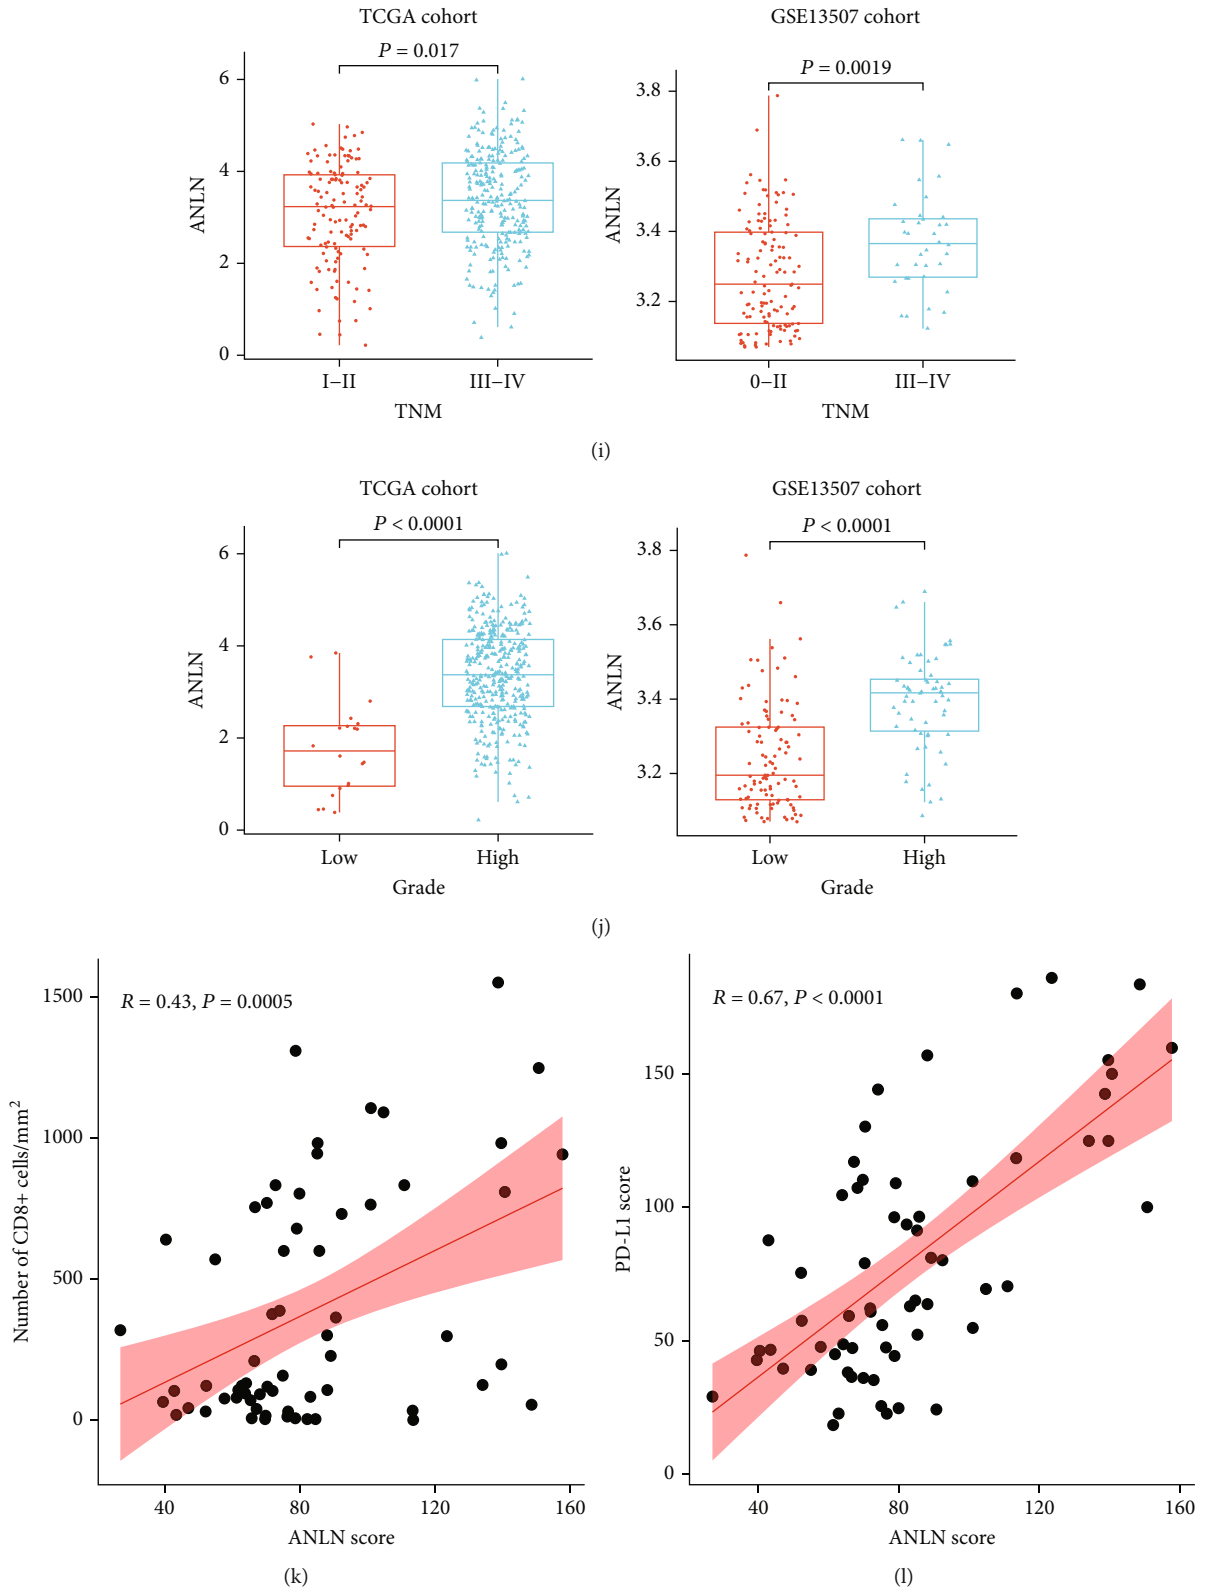 TCGA cohort
P = 0.017
ANLN
6
4
2
0
I–II
III–IV
TNM
GSE13507 cohort
P = 0.0019
ANLN
3.8
3.6
3.4
3.2
0–II
III–IV
TNM
(i)
TCGA cohort
P < 0.0001
ANLN
6
4
2
0
Low
High
Grade
GSE13507 cohort
P < 0.0001
ANLN
3.8
3.6
3.4
3.2
Low
High
Grade
(j)
R = 0.43, P = 0.0005
Number of CD8+ cells/mm²
1500
1000
500
0
40
80
120
160
ANLN score
(k)
R = 0.67, P < 0.0001
PD-L1 score
150
100
50
0
40
80
120
160
ANLN score
(l)